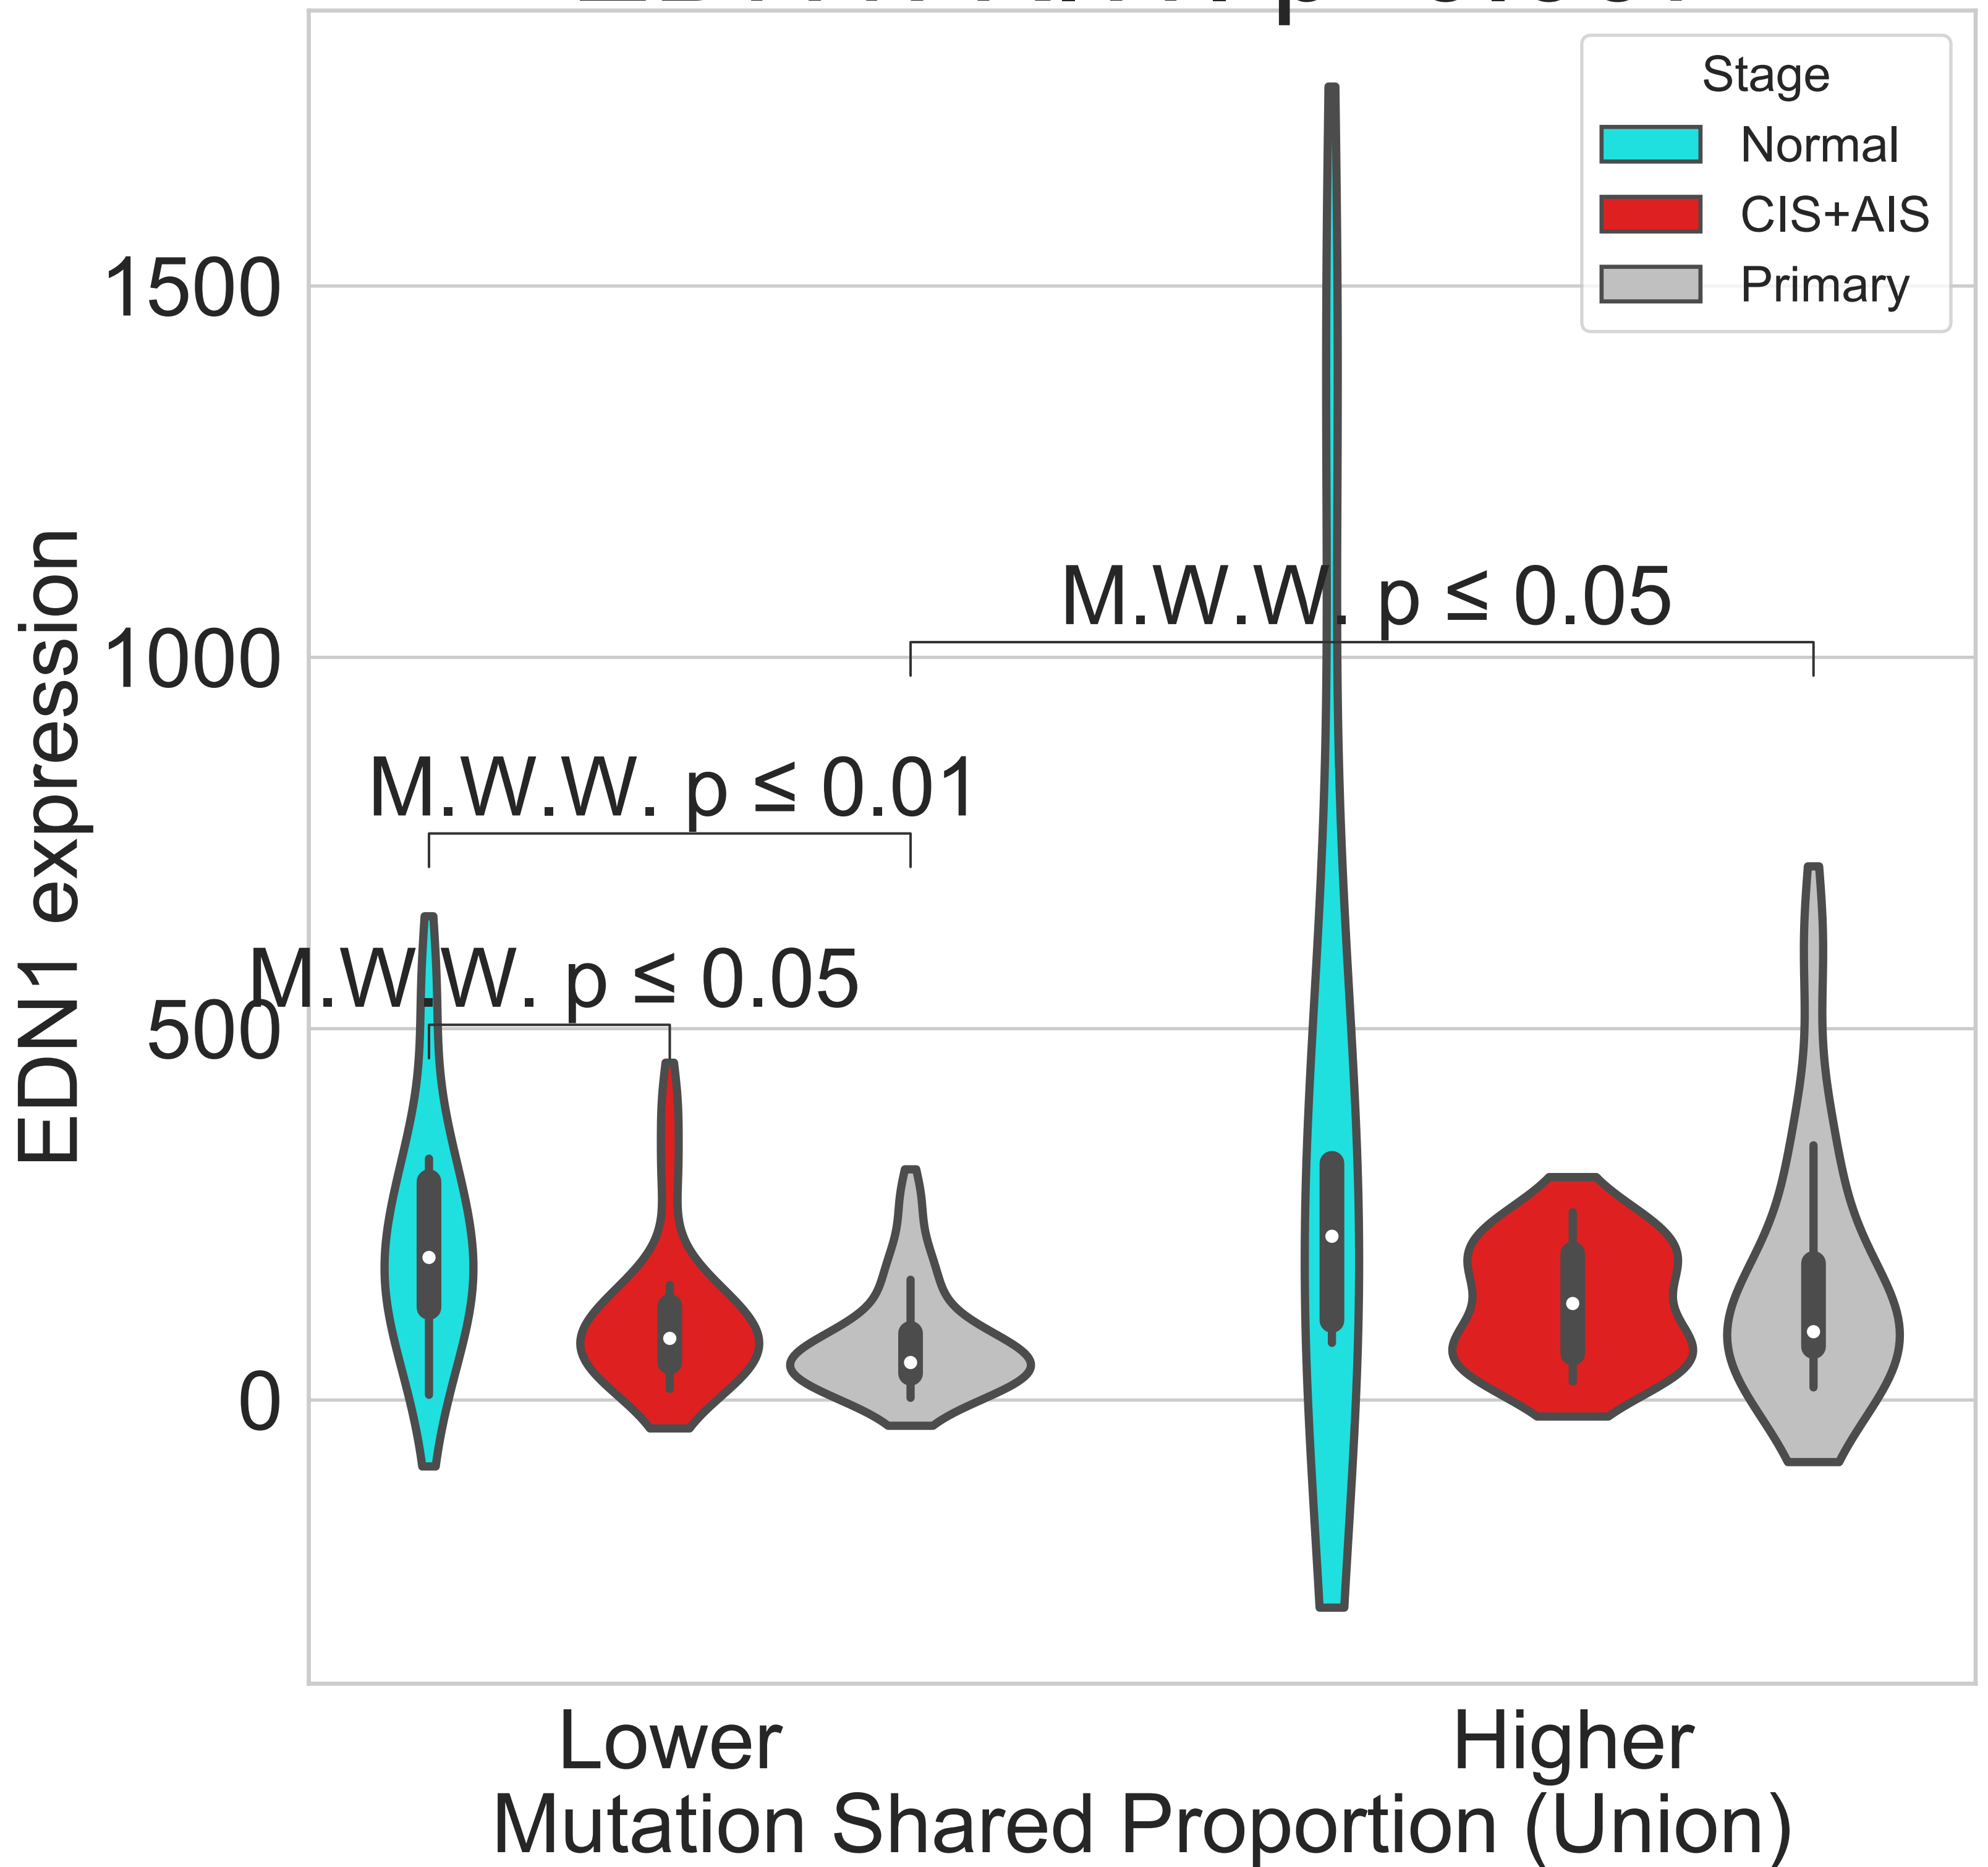 Stage
Normal
CIS+AIS
Primary
1500
1000
500
0
EDN1 expression
M.W.W. p ≤ 0.05
M.W.W. p ≤ 0.01
M.W.W. p ≤ 0.05
Lower
Higher
Mutation Shared Proportion (Union)